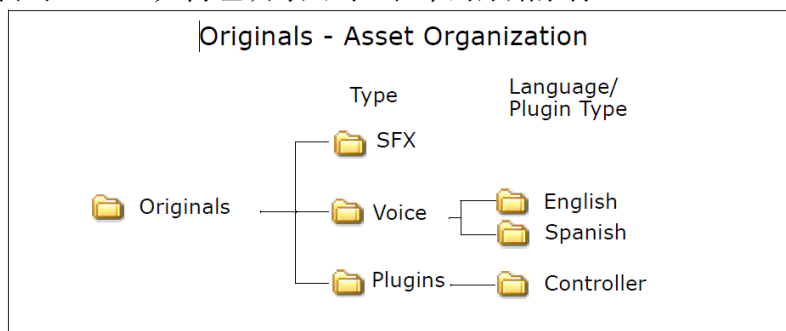 Originals - Asset Organization
Type
Language/
Plugin Type
SFX
Originals
Voice
English
Spanish
Plugins
Controller